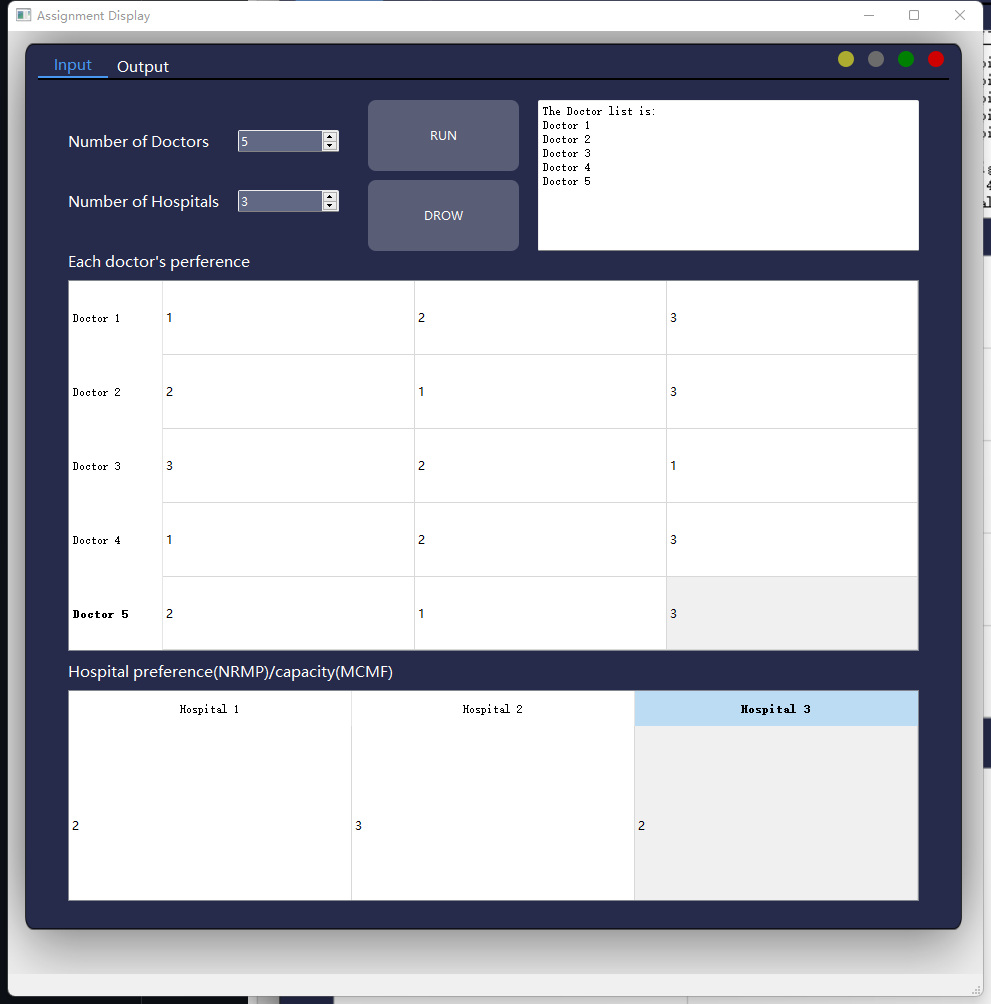 Assignment Display
Input Output
Number of Doctors 5
RUN
The Doctor list is:
Doctor 1
Doctor 2
Doctor 3
Doctor 4
Doctor 5
Number of Hospitals 3
DROW
Each doctor's perference
Doctor 1 1 2 3
Doctor 2 2 1 3
Doctor 3 3 2 1
Doctor 4 1 2 3
Doctor 5 2 1 3
Hospital preference(NRMP)/capacity(MCMF)
Hospital 1 Hospital 2 Hospital 3
2 3 2